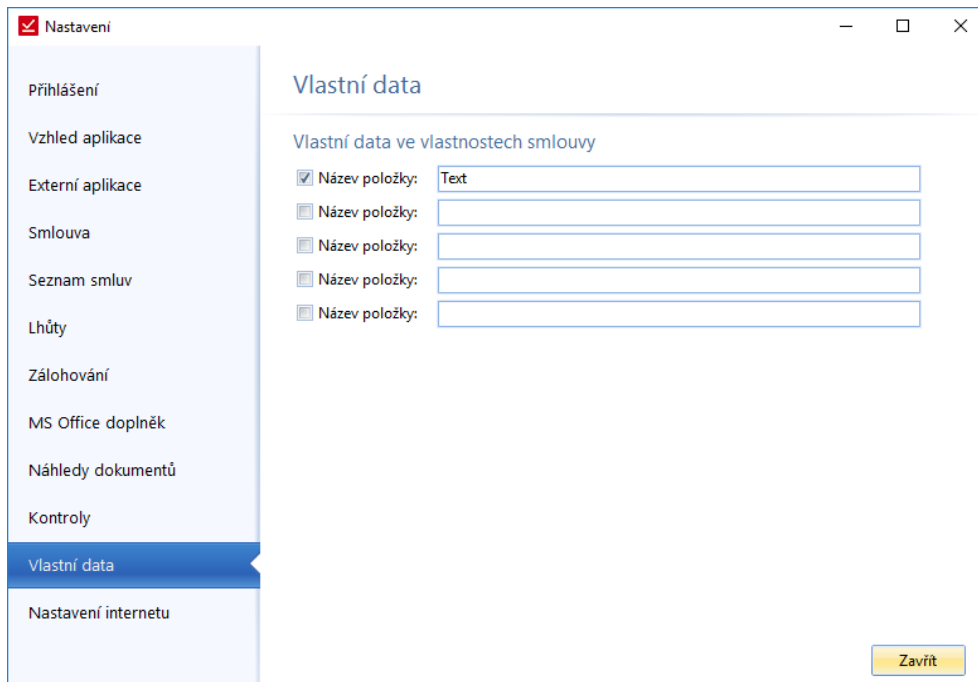 Nastavení
Přihlášení
Vzhled aplikace
Externí aplikace
Smlouva
Seznam smluv
Lhůty
Zálohování
MS Office doplněk
Náhledy dokumentů
Kontroly
Vlastní data
Nastavení internetu
Vlastní data
Vlastní data ve vlastnostech smlouvy
Název položky: Text
Název položky:
Název položky:
Název položky:
Název položky:
Zavřít